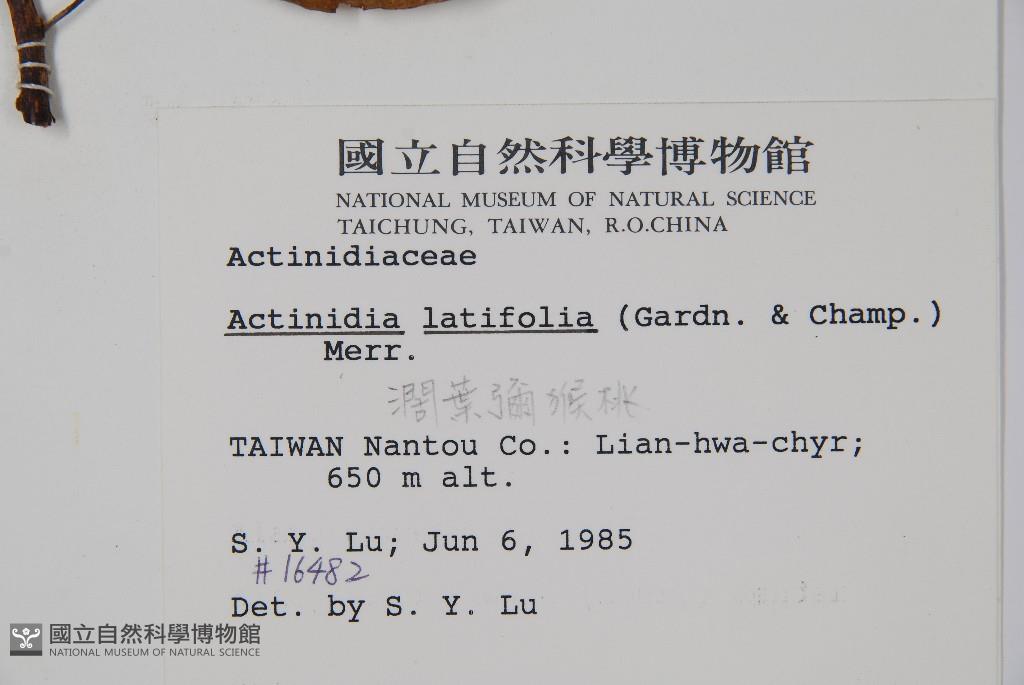 國立自然科學博物館
NATIONAL MUSEUM OF NATURAL SCIENCE
TAICHUNG, TAIWAN, R.O.CHINA
Actinidiaceae
Actinidia latifolia (Gardn. & Champ.)
Merr.
濶葉彌猴桃
TAIWAN Nantou Co.: Lian-hwa-chyr;
650 m alt.
S. Y. Lu; Jun 6, 1985
#16482
Det. by S. Y. Lu
國立自然科學博物館
NATIONAL MUSEUM OF NATURAL SCIENCE